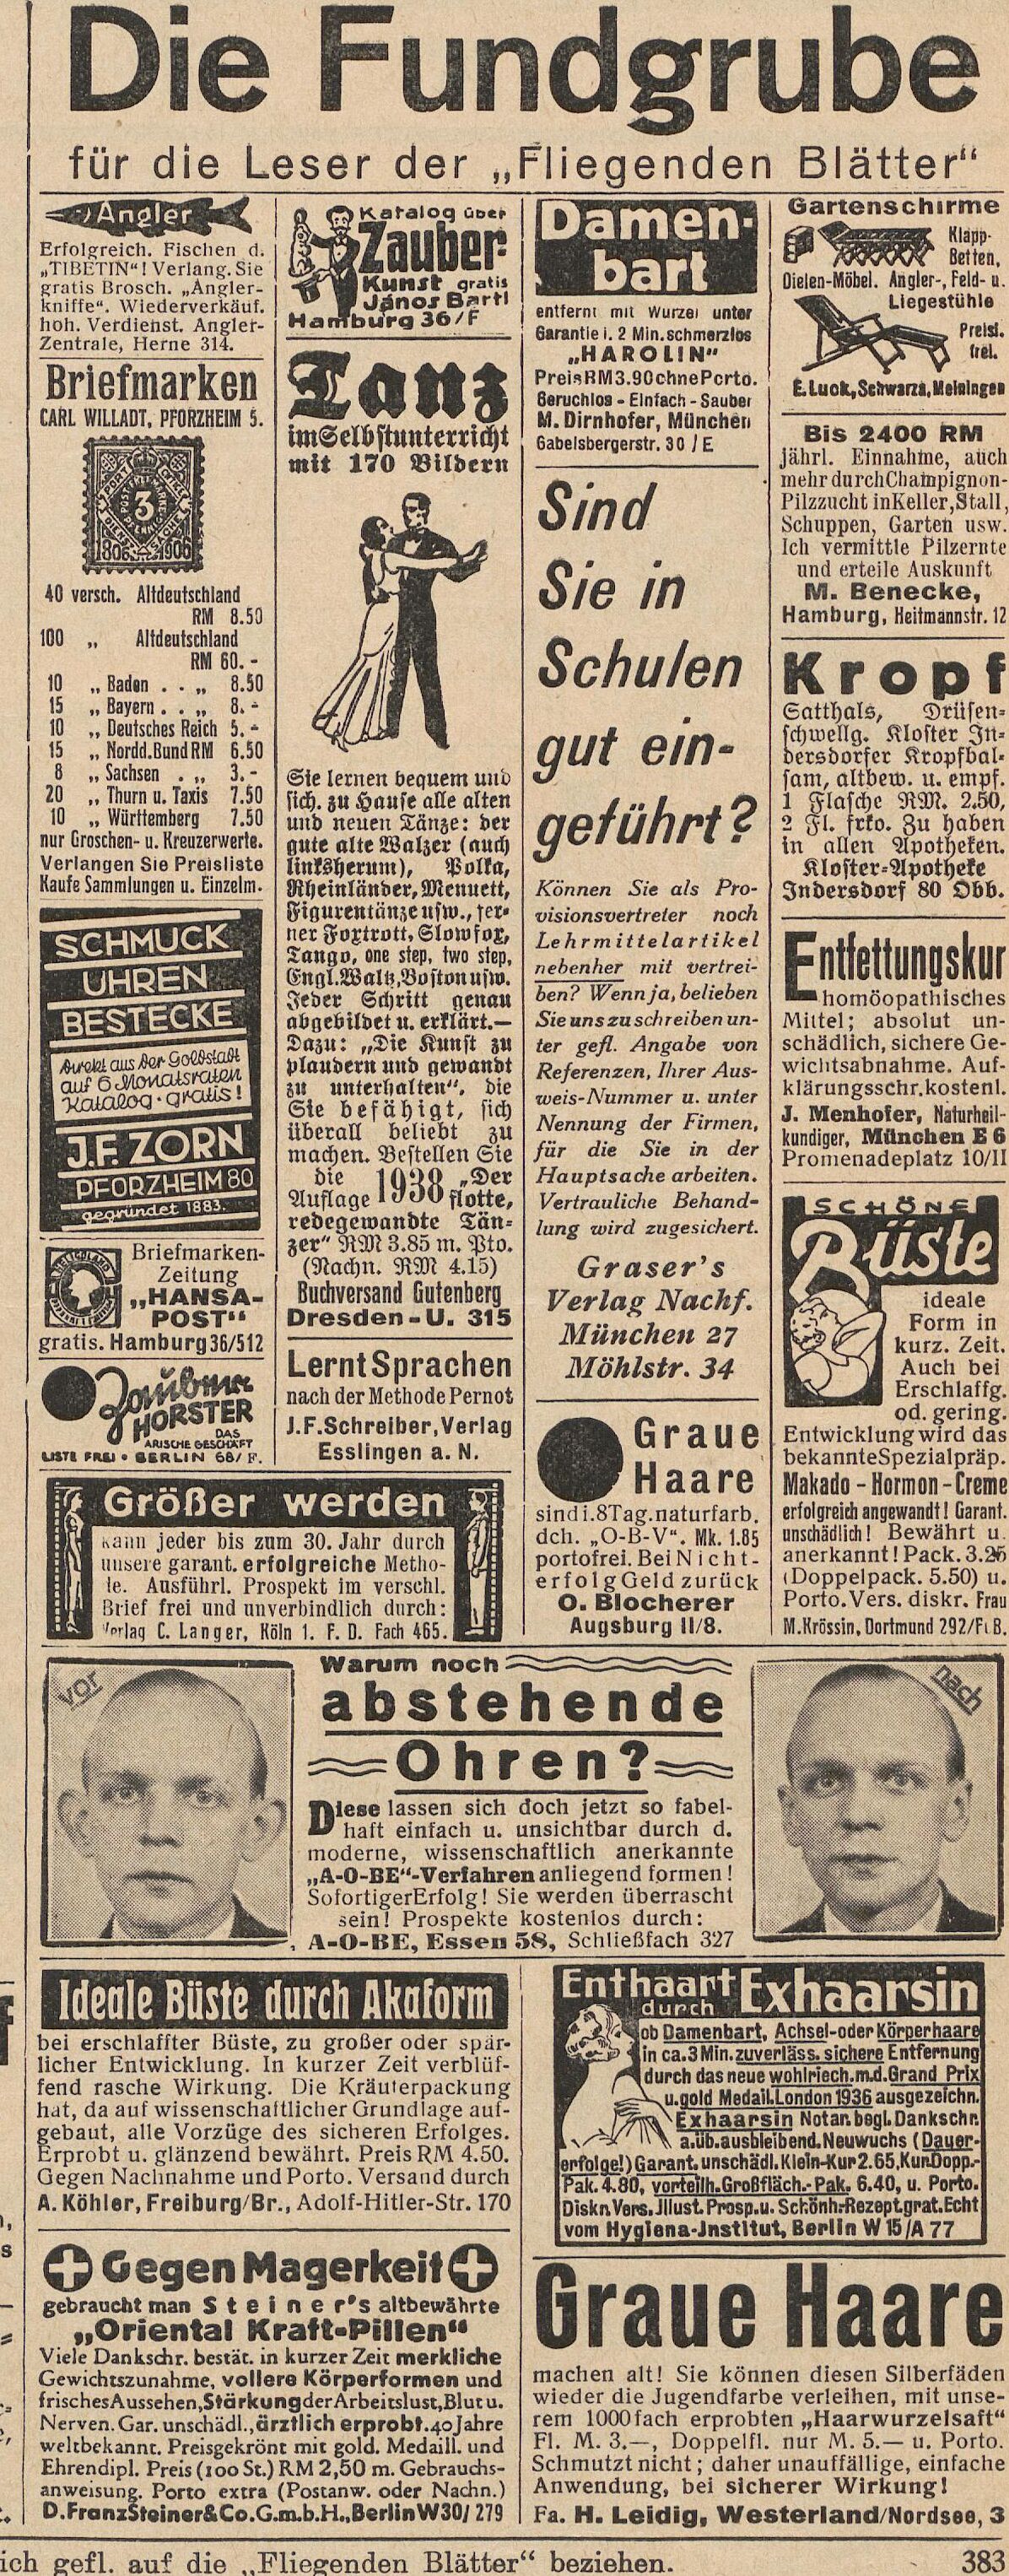 Die Fundgrube
für die Leser der „Fliegenden Blätter“
Angler
Erfolgreich. Fischen d.
„TIBETIN“! Verlang. Sie
gratis Brosch. „Angler-
kniffe“. Wiederverkäuf.
hoh. Verdienst. Angler-
Zentrale, Herne 314.
Briefmarken
CARL WILLADT, PFORZHEIM 5.
3
1806 1906
40 versch. Altdeutschland
RM 8.50
100 „ Altdeutschland
RM 60.-
10 „ Baden . . „ 8.50
15 „ Bayern . . „ 8.-
10 „ Deutsches Reich 5.-
15 „ Nordd.Bund RM 6.50
8 „ Sachsen . „ 3.-
20 „ Thurn u. Taxis 7.50
10 „ Württemberg 7.50
nur Groschen- u. Kreuzerwerte.
Verlangen Sie Preisliste
Kaufe Sammlungen u. Einzelm.
SCHMUCK
UHREN
BESTECKE
direkt aus der Goldstadt
auf 6 Monatsraten
Katalog · gratis!
J.F. ZORN
PFORZHEIM 80
gegründet 1883.
HELIGOLAND
Briefmarken-
Zeitung
„HANSA-
POST“
gratis. Hamburg 36/512
Zauberer
HORSTER
DAS
ARISCHE GESCHÄFT
LISTE FREI • BERLIN 68/F.
Katalog über
Zauber-
Kunst gratis
János Bartl
Hamburg 36/F
Tanz
im Selbstunterricht
mit 170 Bildern
Sie lernen bequem und
sich. zu Hause alle alten
und neuen Tänze: der
gute alte Walzer (auch
linksherum), Polka,
Rheinländer, Menuett,
Figurentänze usw., fer-
ner Foxtrott, Slowfox,
Tango, one step, two step,
Engl. Waltz, Boston usw.
Jeder Schritt genau
abgebildet u. erklärt.—
Dazu: „Die Kunst zu
plaudern und gewandt
zu unterhalten“, die
Sie befähigt, sich
überall beliebt zu
machen. Bestellen Sie
die 1938 „Der
Auflage flotte,
redegewandte Tän-
zer“ RM 3.85 m. Pto.
(Nachn. RM 4.15)
Buchversand Gutenberg
Dresden-U. 315
Lernt Sprachen
nach der Methode Pernot
J.F. Schreiber, Verlag
Esslingen a. N.
Damen-
bart
entfernt mit Wurzel unter
Garantie i. 2 Min. schmerzlos
„HAROLIN“
Preis RM 3.90 ohne Porto.
Geruchlos - Einfach - Sauber
M. Dirnhofer, München
Gabelsbergerstr. 30 / E
Sind
Sie in
Schulen
gut ein-
geführt?
Können Sie als Pro-
visionsvertreter noch
Lehrmittelartikel
nebenher mit vertrei-
ben? Wenn ja, belieben
Sie uns zu schreiben un-
ter gefl. Angabe von
Referenzen, Ihrer Aus-
weis-Nummer u. unter
Nennung der Firmen,
für die Sie in der
Hauptsache arbeiten.
Vertrauliche Behand-
lung wird zugesichert.
Graser's
Verlag Nachf.
München 27
Möhlstr. 34
Graue
Haare
sind i. 8 Tag. naturfarb.
dch. „O-B-V“. Mk. 1.85
portofrei. Bei Nicht-
erfolg Geld zurück
O. Blocherer
Augsburg II/8.
Gartenschirme
Klapp-
Betten,
Dielen-Möbel. Angler-, Feld- u.
Liegestühle
Preisl.
frei.
E. Luck, Schwarza, Meiningen
Bis 2400 RM
jährl. Einnahme, auch
mehr durch Champignon-
Pilzzucht in Keller, Stall,
Schuppen, Garten usw.
Ich vermittle Pilzernte
und erteile Auskunft
M. Benecke,
Hamburg, Heitmannstr. 12
Kropf
Satthals, Drüsen-
schwellg. Kloster In-
dersdorfer Kropfbal-
sam, altbew. u. empf.
1 Flasche RM. 2.50,
2 Fl. frko. Zu haben
in allen Apotheken.
Kloster-Apotheke
Indersdorf 80 Obb.
Entfettungskur
homöopathisches
Mittel; absolut un-
schädlich, sichere Ge-
wichtsabnahme. Auf-
klärungsschr. kostenl.
J. Menhofer, Naturheil-
kundiger, München E 6
Promenadeplatz 10/II
SCHÖNE
Büste
ideale
Form in
kurz. Zeit.
Auch bei
Erschlaffg.
od. gering.
Entwicklung wird das
bekannte Spezialpräp.
Makado - Hormon - Creme
erfolgreich angewandt! Garant.
unschädlich! Bewährt u.
anerkannt! Pack. 3.25
(Doppelpack. 5.50) u.
Porto. Vers. diskr. Frau
M. Krössin, Dortmund 292/Fl B.
Größer werden
kann jeder bis zum 30. Jahr durch
unsere garant. erfolgreiche Metho-
de. Ausführl. Prospekt im verschl.
Brief frei und unverbindlich durch:
Verlag C. Langer, Köln 1. F. D. Fach 465.
vor
nach
Warum noch
abstehende
Ohren?
Diese lassen sich doch jetzt so fabel-
haft einfach u. unsichtbar durch d.
moderne, wissenschaftlich anerkannte
„A-O-BE“-Verfahren anliegend formen!
Sofortiger Erfolg! Sie werden überrascht
sein! Prospekte kostenlos durch:
A-O-BE, Essen 58, Schließfach 327
Ideale Büste durch Akaform
bei erschlaffter Büste, zu großer oder spär-
licher Entwicklung. In kurzer Zeit verblüf-
fend rasche Wirkung. Die Kräuterpackung
hat, da auf wissenschaftlicher Grundlage auf-
gebaut, alle Vorzüge des sicheren Erfolges.
Erprobt u. glänzend bewährt. Preis RM 4.50.
Gegen Nachnahme und Porto. Versand durch
A. Köhler, Freiburg/Br., Adolf-Hitler-Str. 170
Gegen Magerkeit
gebraucht man Steiner's altbewährte
„Oriental Kraft-Pillen“
Viele Dankschr. bestät. in kurzer Zeit merkliche
Gewichtszunahme, vollere Körperformen und
frisches Aussehen, Stärkung der Arbeitslust, Blut u.
Nerven. Gar. unschädl., ärztlich erprobt. 40 Jahre
weltbekannt. Preisgekrönt mit gold. Medaill. und
Ehrendipl. Preis (100 St.) RM 2,50 m. Gebrauchs-
anweisung. Porto extra (Postanw. oder Nachn.)
D. Franz Steiner & Co. G.m.b.H., Berlin W 30/ 279
Enthaart durch Exhaarsin
ob Damenbart, Achsel- oder Körperhaare
in ca. 3 Min. zuverläss. sichere Entfernung
durch das neue wohlriech. m. d. Grand Prix
u. gold Medail. London 1936 ausgezeichn.
Exhaarsin Notar. begl. Dankschr.
a. üb. ausbleibend. Neuwuchs (Dauer-
erfolge!) Garant. unschädl. Klein-Kur 2.65, Kur Dopp.-
Pak. 4.80, vorteilh. Großfläch.- Pak. 6.40, u. Porto.
Diskr. Vers. Jllust. Prosp. u. Schönh.-Rezept. grat. Echt
vom Hygiena-Jnstitut, Berlin W 15/A 77
Graue Haare
machen alt! Sie können diesen Silberfäden
wieder die Jugendfarbe verleihen, mit unse-
rem 1000 fach erprobten „Haarwurzelsaft“
Fl. M. 3.—, Doppelfl. nur M. 5.— u. Porto.
Schmutzt nicht; daher unauffällige, einfache
Anwendung, bei sicherer Wirkung!
Fa. H. Leidig, Westerland/Nordsee, 3
ich gefl. auf die „Fliegenden Blätter“ beziehen.
383